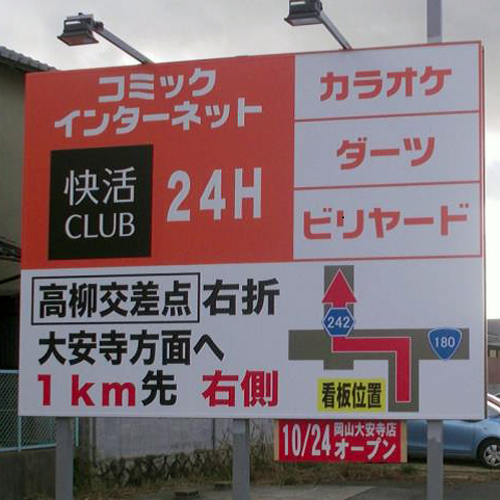 コミック
インターネット
快活
CLUB
24H
カラオケ
ダーツ
ビリヤード
高柳交差点 右折
大安寺方面へ
1km先 右側
242
180
看板位置
10/24 岡山大安寺店
オープン